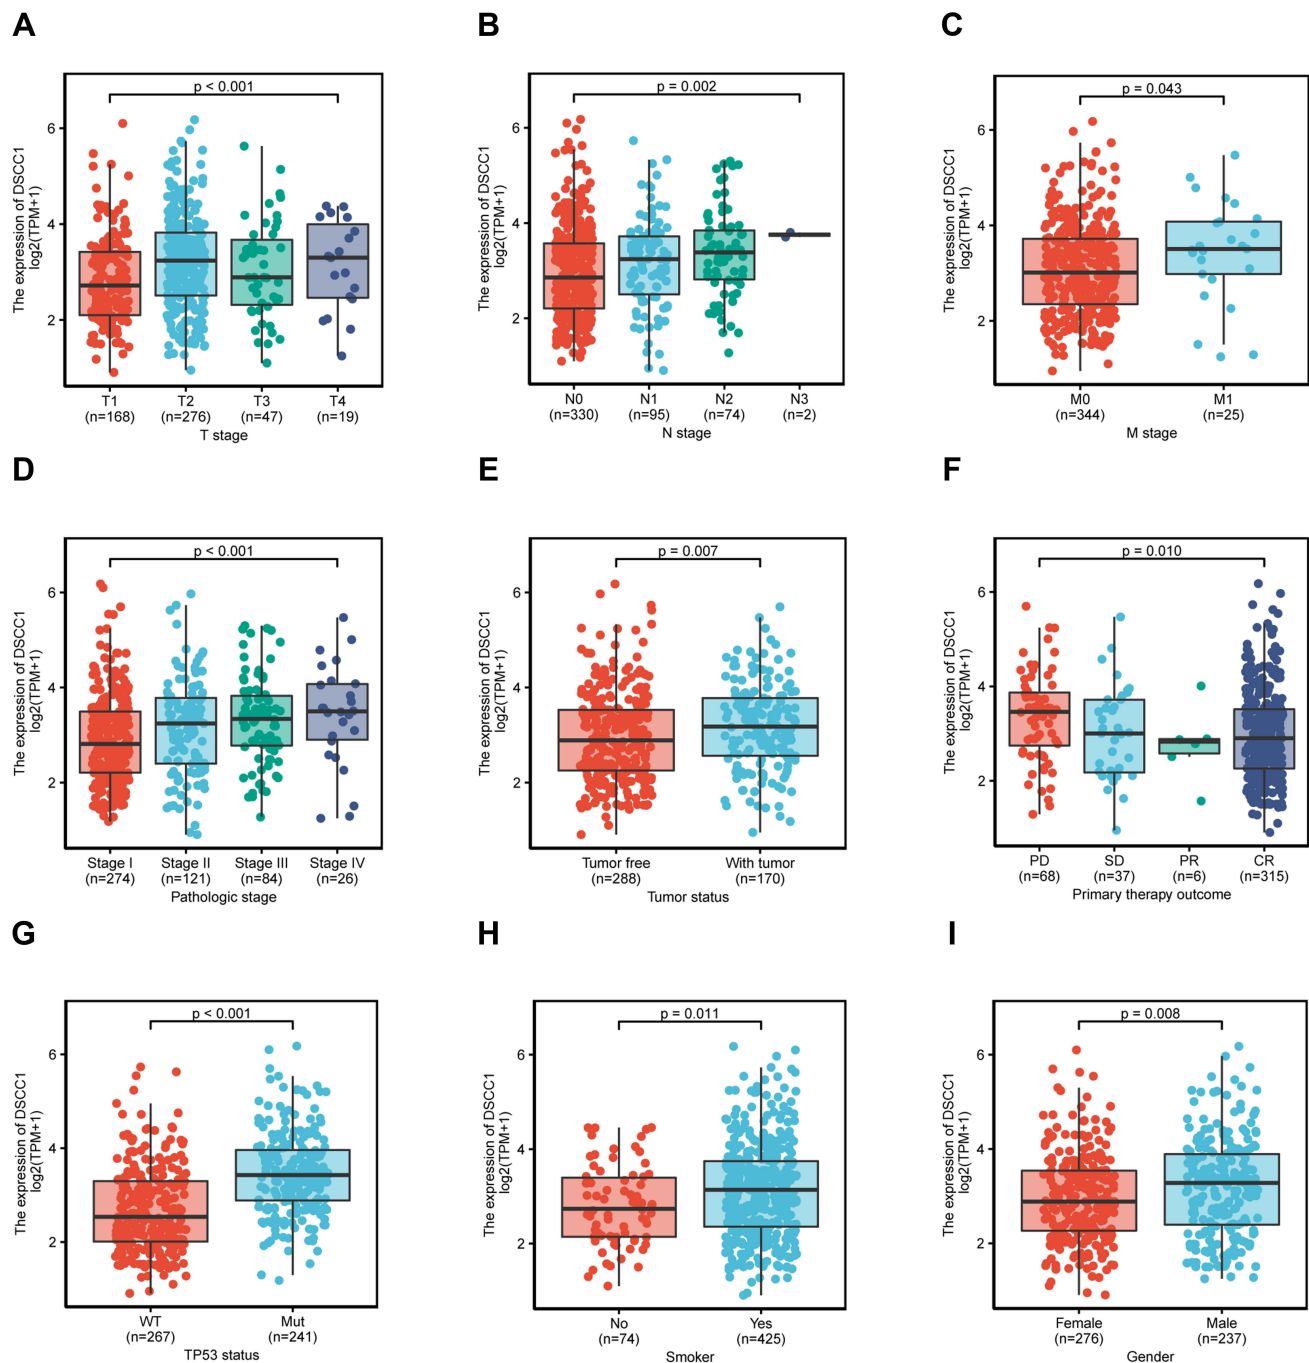 A
The expression of DSCC1
log2(TPM+1)
p < 0.001
6
4
2
T1 T2 T3 T4
(n=168) (n=276) (n=47) (n=19)
T stage
B
The expression of DSCC1
log2(TPM+1)
p = 0.002
6
4
2
N0 N1 N2 N3
(n=330) (n=95) (n=74) (n=2)
N stage
C
The expression of DSCC1
log2(TPM+1)
p = 0.043
6
4
2
M0 M1
(n=344) (n=25)
M stage
D
The expression of DSCC1
log2(TPM+1)
p < 0.001
6
4
2
Stage I Stage II Stage III Stage IV
(n=274) (n=121) (n=84) (n=26)
Pathologic stage
E
The expression of DSCC1
log2(TPM+1)
p = 0.007
6
4
2
Tumor free With tumor
(n=288) (n=170)
Tumor status
F
The expression of DSCC1
log2(TPM+1)
p = 0.010
6
4
2
PD SD PR CR
(n=68) (n=37) (n=6) (n=315)
Primary therapy outcome
G
The expression of DSCC1
log2(TPM+1)
p < 0.001
6
4
2
WT Mut
(n=267) (n=241)
TP53 status
H
The expression of DSCC1
log2(TPM+1)
p = 0.011
6
4
2
No Yes
(n=74) (n=425)
Smoker
I
The expression of DSCC1
log2(TPM+1)
p = 0.008
6
4
2
Female Male
(n=276) (n=237)
Gender